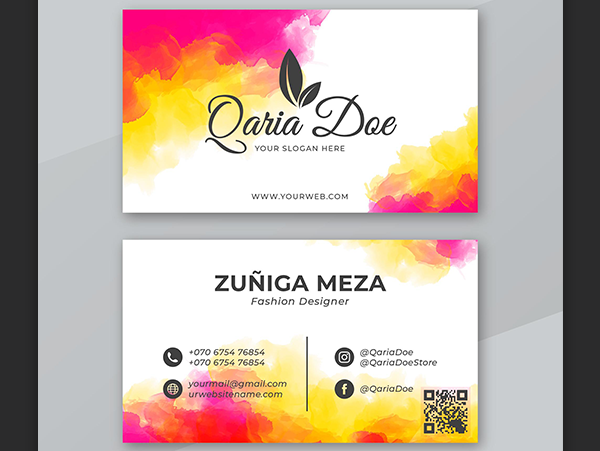 Qaria Doe
YOUR SLOGAN HERE
WWW.YOURWEB.COM
ZUÑIGA MEZA
Fashion Designer
+070 6754 76854
+070 6754 76854
yourmail@gmail.com
urwebsitename.com
@QariaDoe
@QariaDoeStore
@QariaDoe